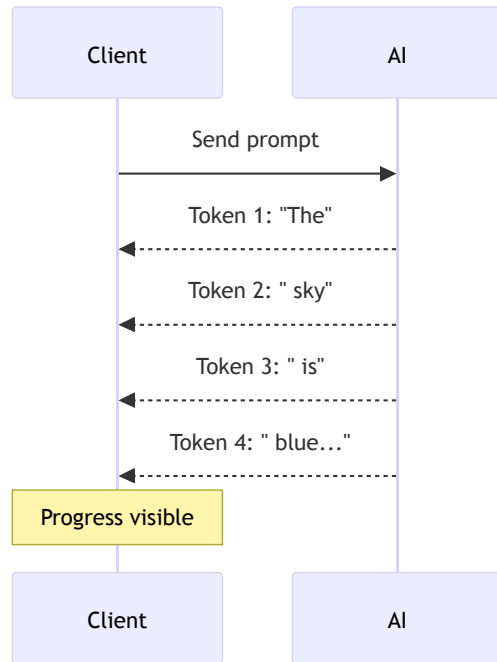 Client
AI
Send prompt
Token 1: "The"
Token 2: " sky"
Token 3: " is"
Token 4: " blue..."
Progress visible
Client
AI